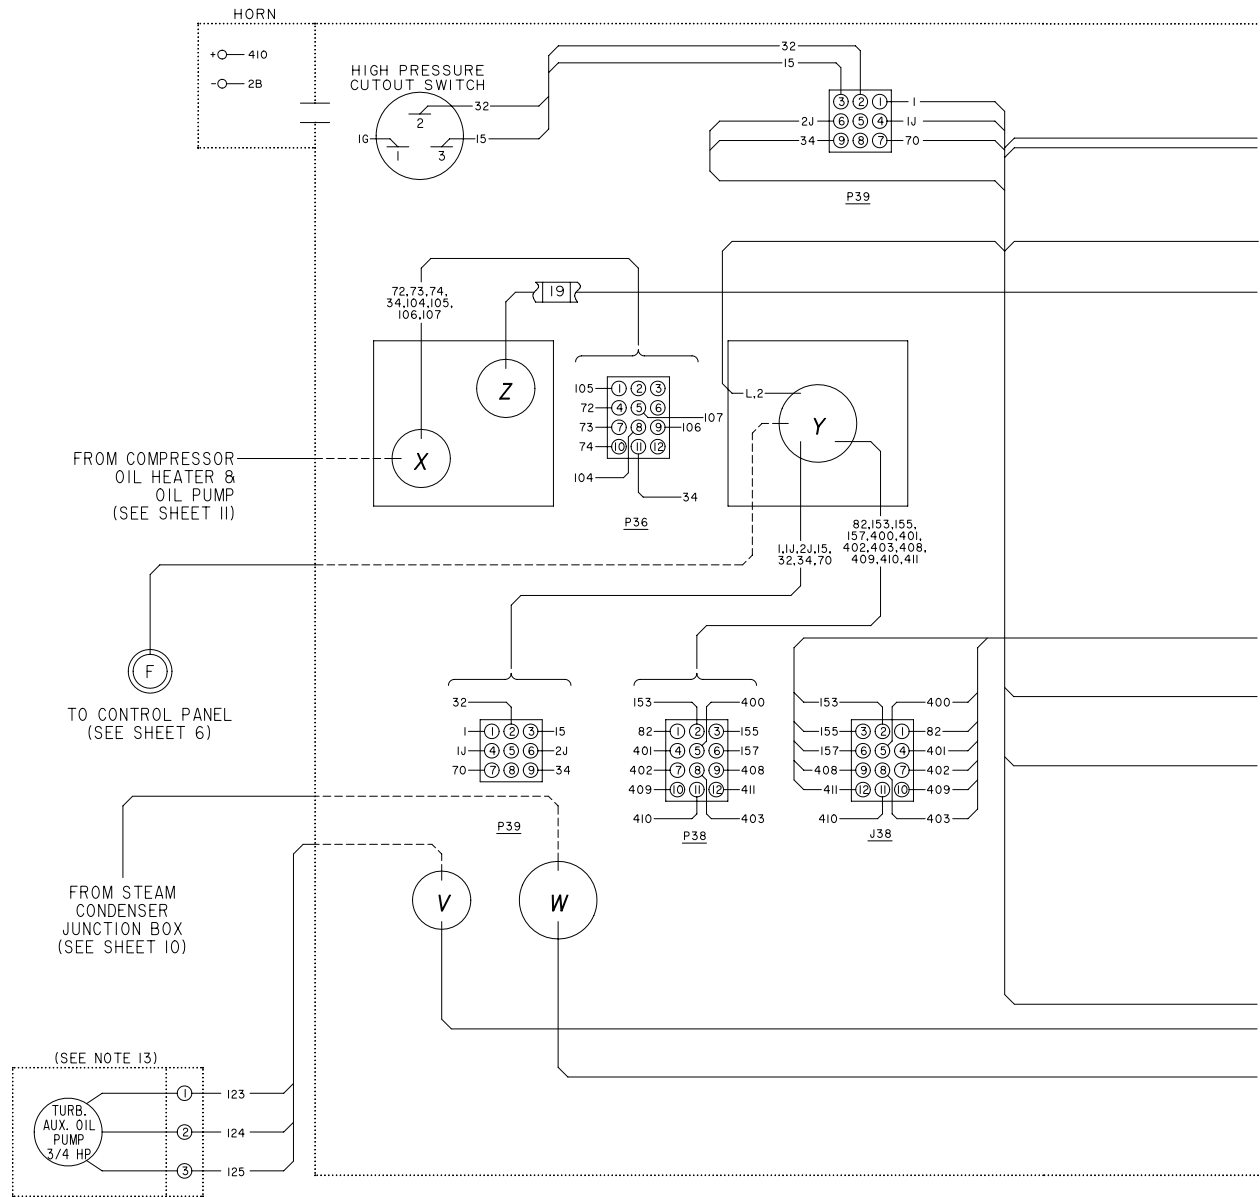 HORN
+ 410
- 2B
HIGH PRESSURE
CUTOUT SWITCH
32
2
1G
15
1
3
32
15
3 2 1 1
2J 6 5 4 1J
34 9 8 7 70
P39
72,73,74,
34,104,105,
106,107
19
Z
X
105 1 2 3
72 4 5 6
107
73 7 8 9 106
74 10 11 12
104
34
P36
L,2
Y
FROM COMPRESSOR
OIL HEATER &
OIL PUMP
(SEE SHEET 11)
1,1J,2J,15,
32,34,70
82,153,155,
157,400,401,
402,403,408,
409,410,411
F
TO CONTROL PANEL
(SEE SHEET 6)
32
1 1 2 3 15
1J 4 5 6 2J
70 7 8 9 34
P39
153 400
82 1 2 3 155
401 4 5 6 157
402 7 8 9 408
409 10 11 12 411
410 403
P38
153 400
155 3 2 1 82
157 6 5 4 401
408 9 8 7 402
411 12 11 10 409
410 403
J38
FROM STEAM
CONDENSER
JUNCTION BOX
(SEE SHEET 10)
V
W
(SEE NOTE 13)
TURB.
AUX. OIL
PUMP
3/4 HP
1 123
2 124
3 125